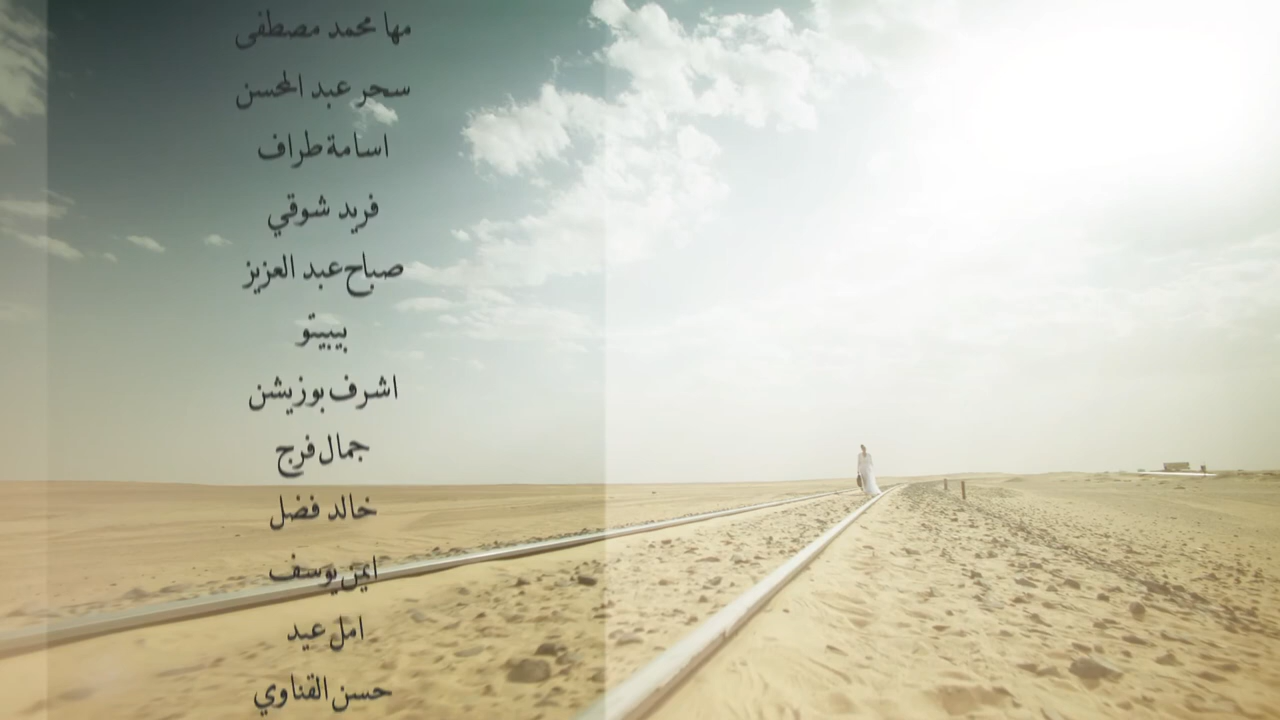 مها محمد مصطفى
سحر عبد المحسن
اسامة طراف
فريد شوقي
صباح عبد العزيز
بيبيتو
اشرف بوزيشن
جمال فرج
خالد فضل
ايمن يوسف
امل عيد
حسن القناوي